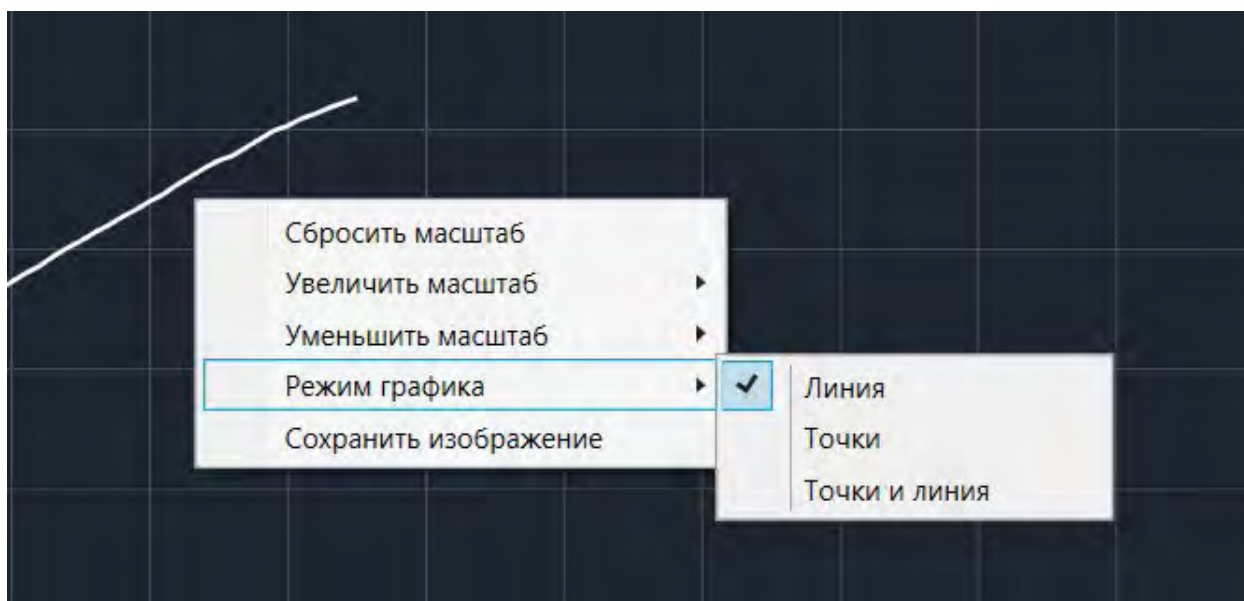 Сбросить масштаб
Увеличить масштаб
Уменьшить масштаб
Режим графика
Сохранить изображение
Линия
Точки
Точки и линия